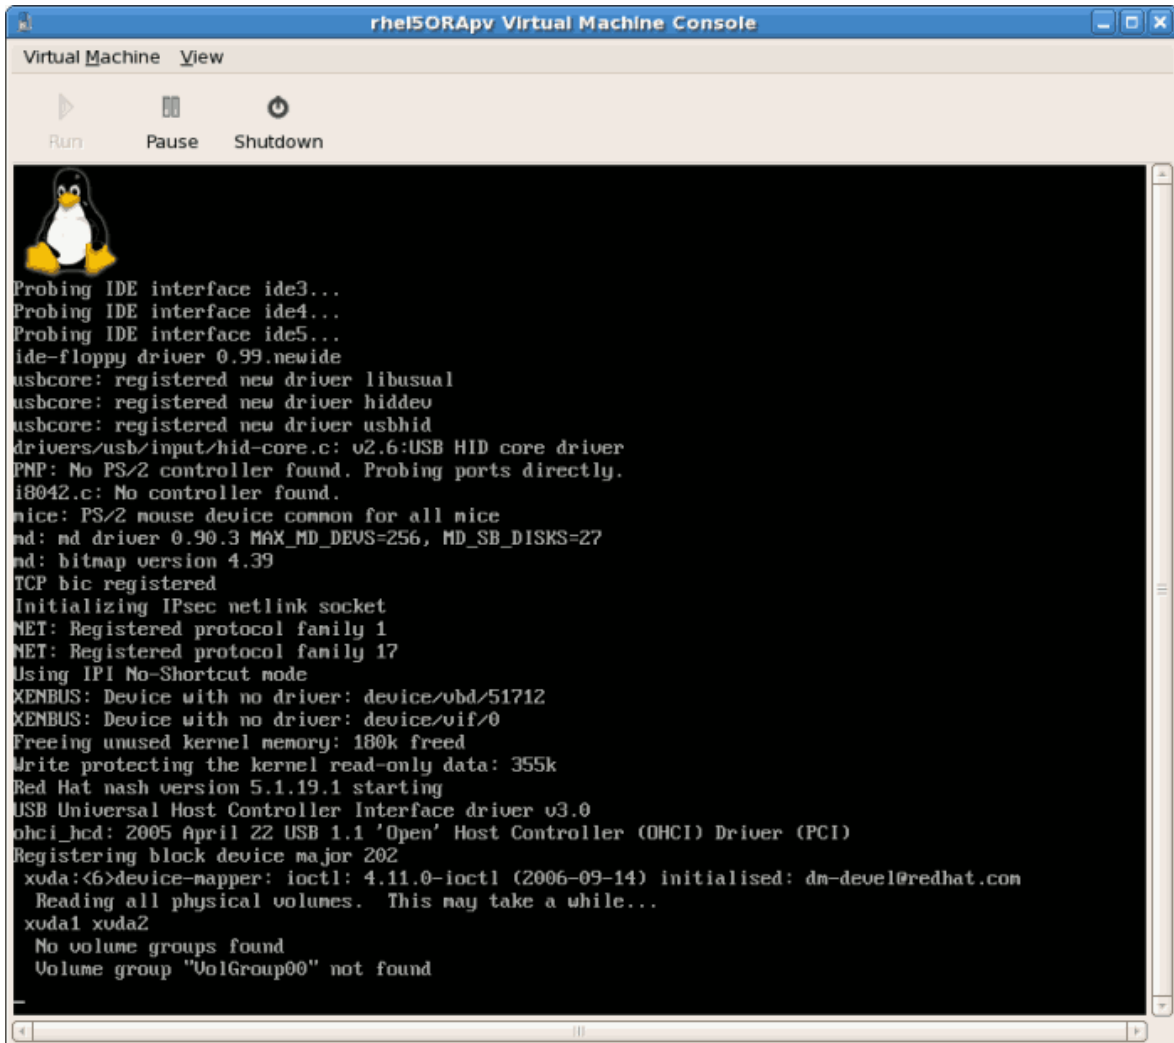 rhel5ORApv Virtual Machine Console
Virtual Machine View
Run Pause Shutdown
Probing IDE interface ide3...
Probing IDE interface ide4...
Probing IDE interface ide5...
ide-floppy driver 0.99.newide
usbcore: registered new driver libusual
usbcore: registered new driver hiddev
usbcore: registered new driver usbhid
drivers/usb/input/hid-core.c: v2.6:USB HID core driver
PNP: No PS/2 controller found. Probing ports directly.
i8042.c: No controller found.
mice: PS/2 mouse device common for all mice
md: md driver 0.90.3 MAX_MD_DEVS=256, MD_SB_DISKS=27
md: bitmap version 4.39
TCP bic registered
Initializing IPsec netlink socket
NET: Registered protocol family 1
NET: Registered protocol family 17
Using IPI No-Shortcut mode
XENBUS: Device with no driver: device/vbd/51712
XENBUS: Device with no driver: device/vif/0
Freeing unused kernel memory: 180k freed
Write protecting the kernel read-only data: 355k
Red Hat nash version 5.1.19.1 starting
USB Universal Host Controller Interface driver v3.0
ohci_hcd: 2005 April 22 USB 1.1 'Open' Host Controller (OHCI) Driver (PCI)
Registering block device major 202
xvda:<6>device-mapper: ioctl: 4.11.0-ioctl (2006-09-14) initialised: dm-devel@redhat.com
Reading all physical volumes.  This may take a while...
xvda1 xvda2
No volume groups found
Volume group "VolGroup00" not found